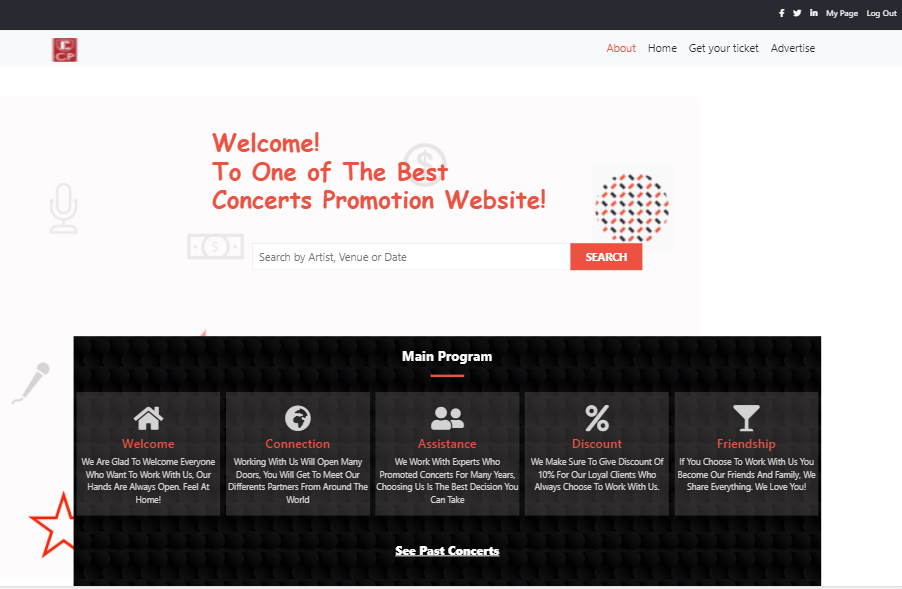 My Page Log Out
CP
About Home Get your ticket Advertise
Welcome!
To One of The Best
Concerts Promotion Website!
Search by Artist, Venue or Date SEARCH
Main Program
Welcome
We Are Glad To Welcome Everyone
Who Want To Work With Us, Our
Hands Are Always Open. Feel At
Home!
Connection
Working With Us Will Open Many
Doors, You Will Get To Meet Our
Differents Partners From Around The
World
Assistance
We Work With Experts Who
Promoted Concerts For Many Years,
Choosing Us Is The Best Decision You
Can Take
Discount
We Make Sure To Give Discount Of
10% For Our Loyal Clients Who
Always Choose To Work With Us.
Friendship
If You Choose To Work With Us You
Become Our Friends And Family, We
Share Everything. We Love You!
See Past Concerts